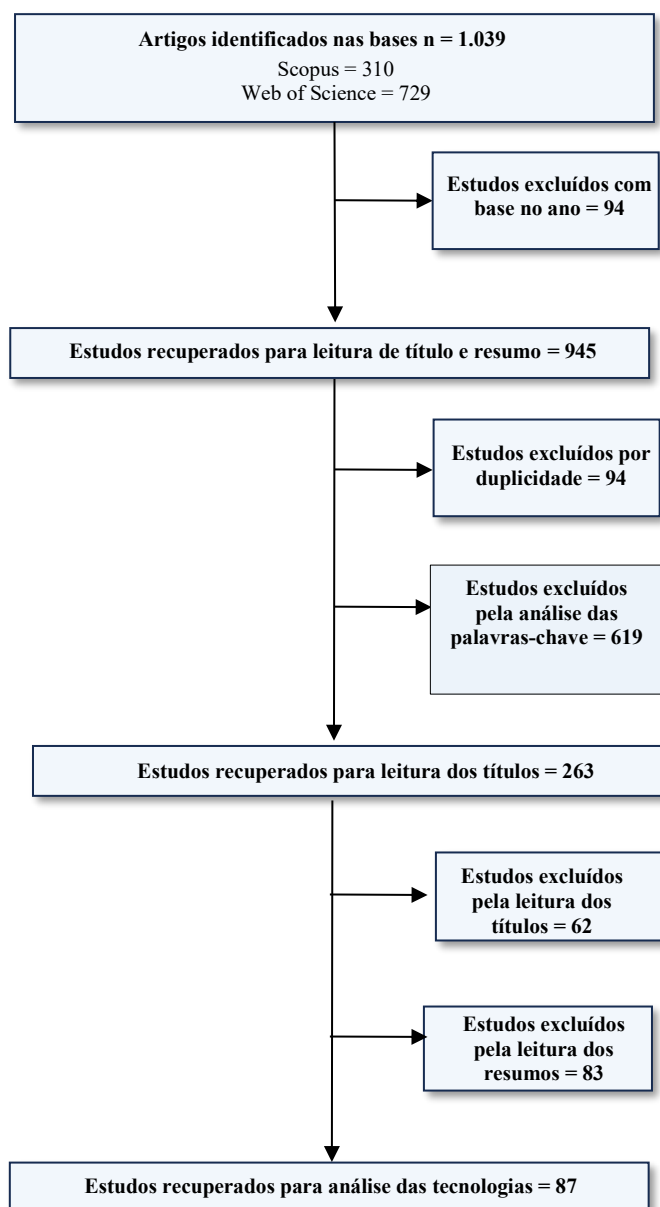 Artigos identificados nas bases n = 1.039
Scopus = 310
Web of Science = 729
Estudos excluídos com
base no ano = 94
Estudos recuperados para leitura de título e resumo = 945
Estudos excluídos por
duplicidade = 94
Estudos excluídos
pela análise das
palavras-chave = 619
Estudos recuperados para leitura dos títulos = 263
Estudos excluídos
pela leitura dos
títulos = 62
Estudos excluídos
pela leitura dos
resumos = 83
Estudos recuperados para análise das tecnologias = 87